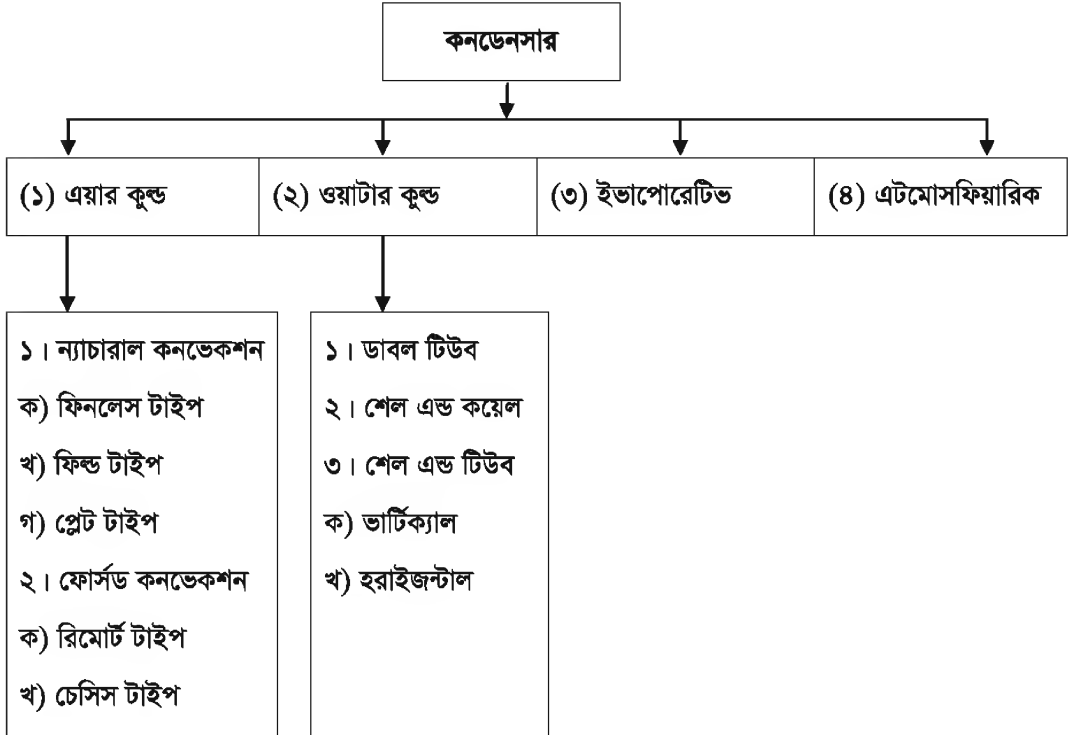 কনডেনসার
(১) এয়ার কুল্ড
(২) ওয়াটার কুল্ড
(৩) ইভাপোরেটিভ
(৪) এটমোসফিয়ারিক
১। ন্যাচারাল কনভেকশন
ক) ফিনলেস টাইপ
খ) ফিল্ড টাইপ
গ) প্লেট টাইপ
২। ফোর্সড কনভেকশন
ক) রিমোর্ট টাইপ
খ) চেসিস টাইপ
১। ডাবল টিউব
২। শেল এন্ড কয়েল
৩। শেল এন্ড টিউব
ক) ভার্টিক্যাল
খ) হরাইজন্টাল